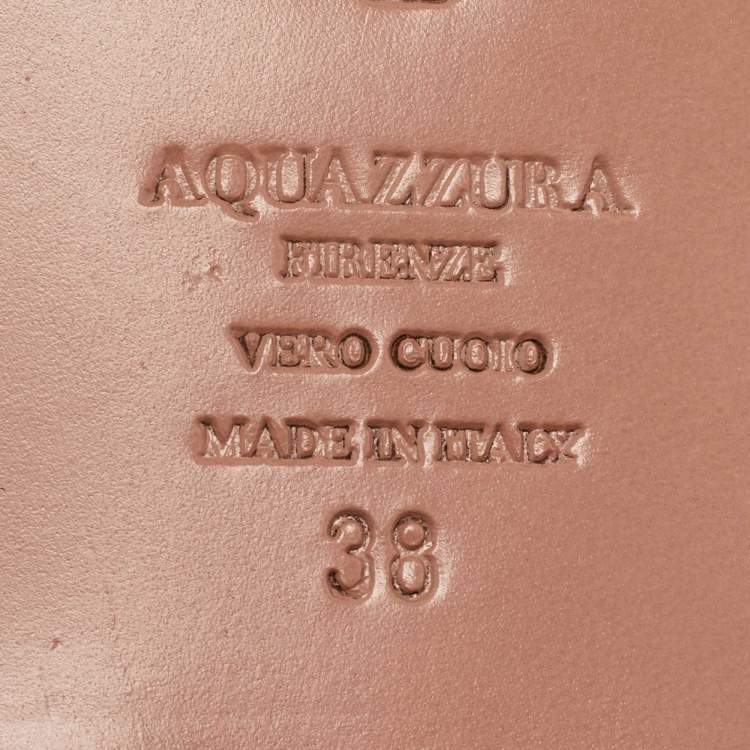 AQUAZZURA
FIRENZE
VERO CUOIO
MADE IN ITALY
38